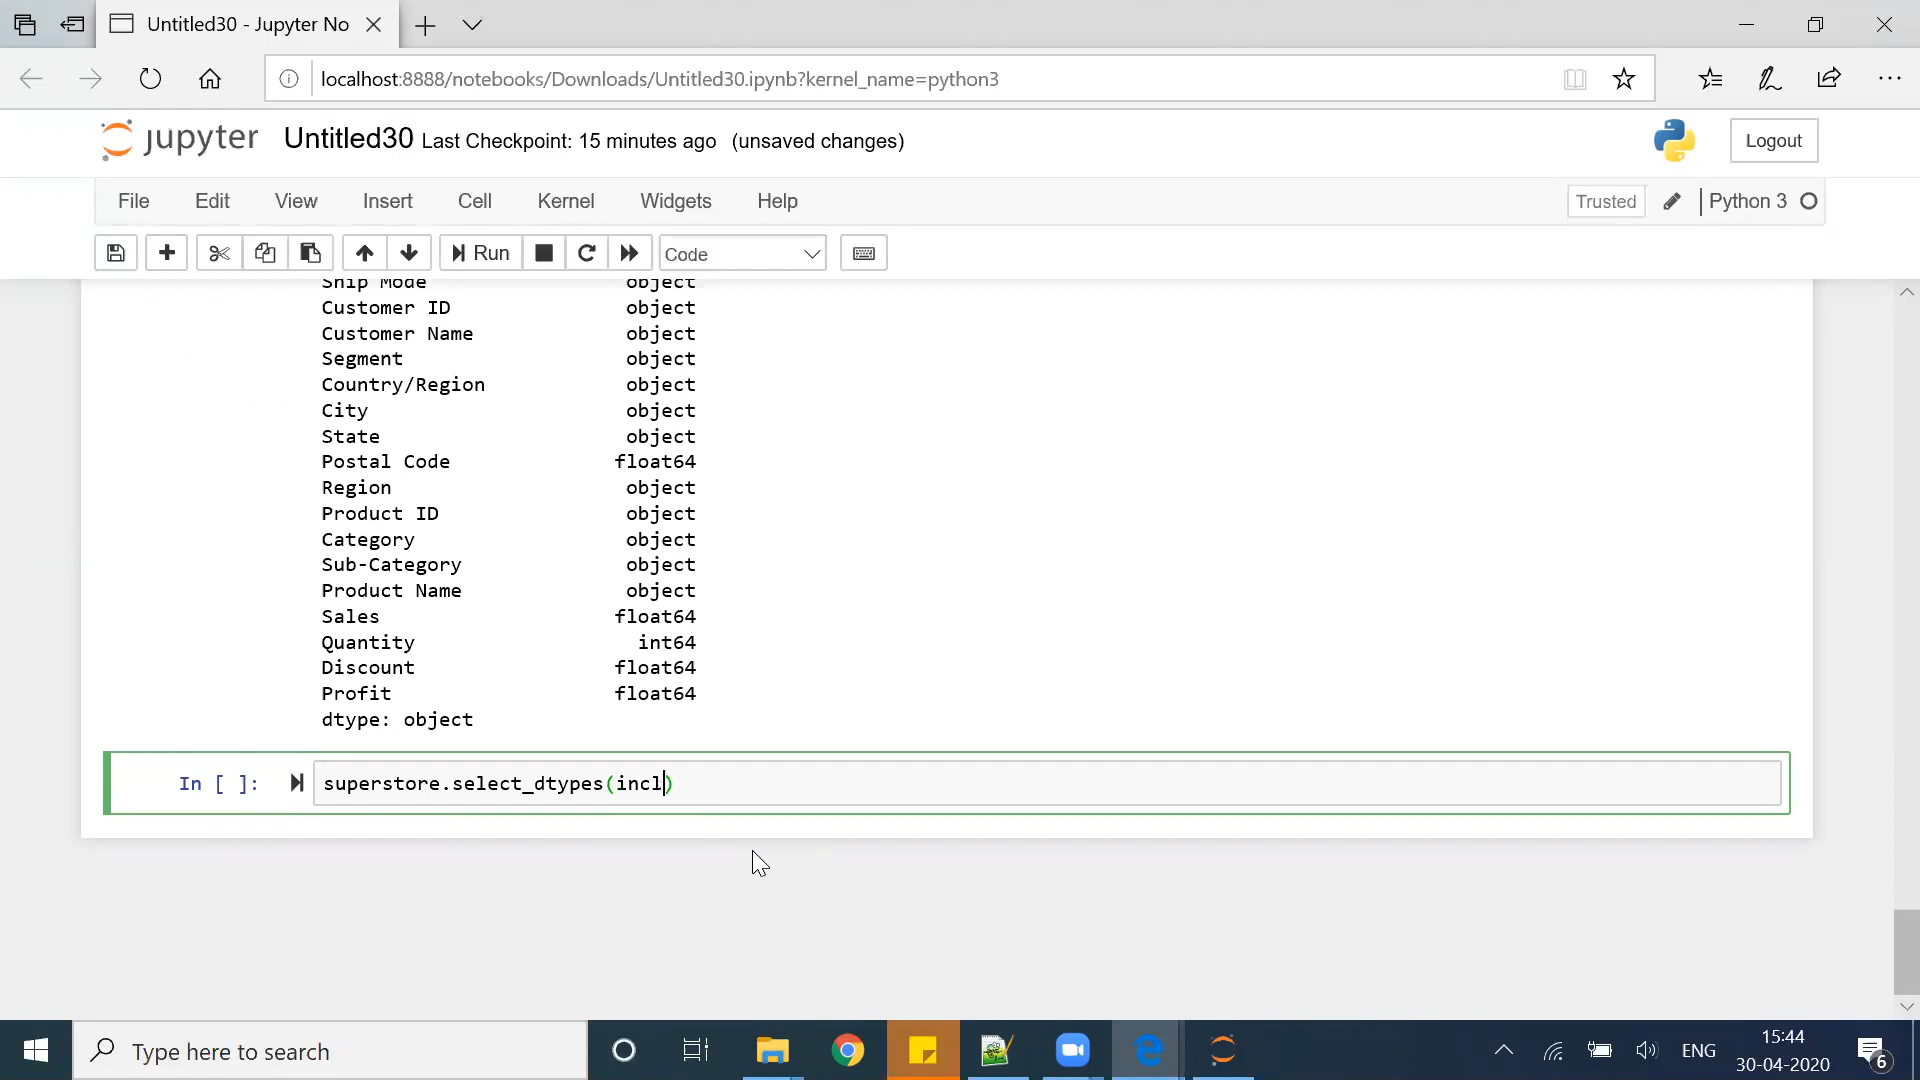 Untitled30 - Jupyter No
localhost:8888/notebooks/Downloads/Untitled30.ipynb?kernel_name=python3
jupyter Untitled30 Last Checkpoint: 15 minutes ago (unsaved changes)
Logout
File Edit View Insert Cell Kernel Widgets Help
Trusted
Python 3
Run
Code
Ship Mode object
Customer ID object
Customer Name object
Segment object
Country/Region object
City object
State object
Postal Code float64
Region object
Product ID object
Category object
Sub-Category object
Product Name object
Sales float64
Quantity int64
Discount float64
Profit float64
dtype: object
In [ ]: superstore.select_dtypes(incl)
Type here to search
ENG
15:44
30-04-2020
6